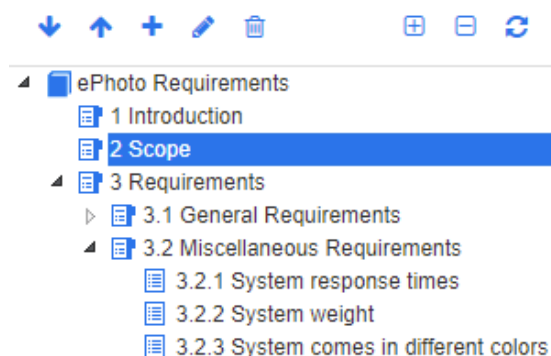 ePhoto Requirements
1 Introduction
2 Scope
3 Requirements
3.1 General Requirements
3.2 Miscellaneous Requirements
3.2.1 System response times
3.2.2 System weight
3.2.3 System comes in different colors